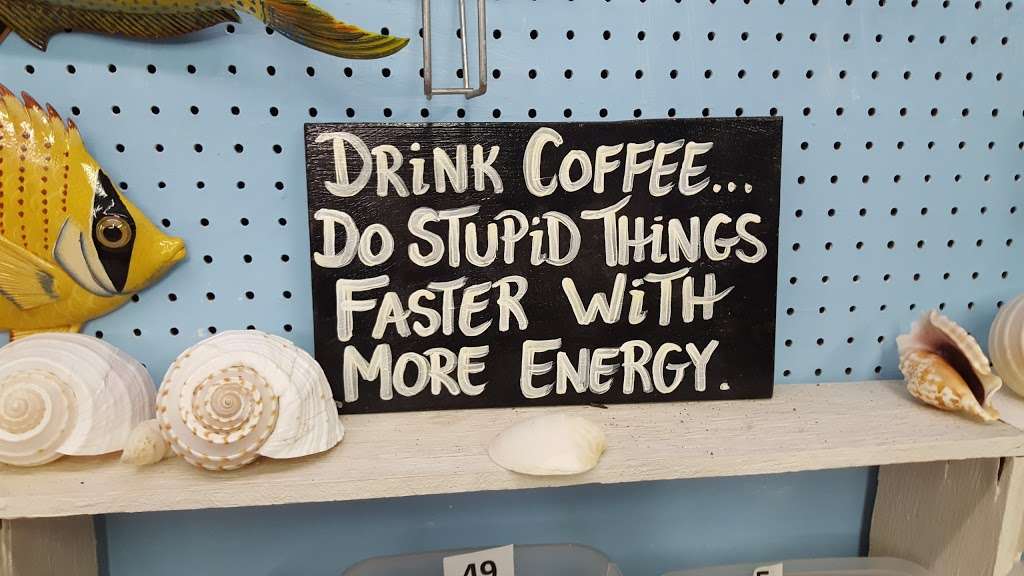 DRiNK COFFEE...
DO STUPiD THiNGS
FASTER WiTH
MORE ENERGY.
49